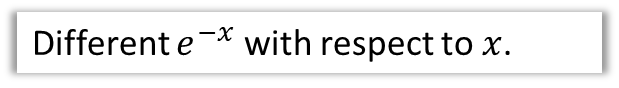 Different e^{-x} with respect to x.